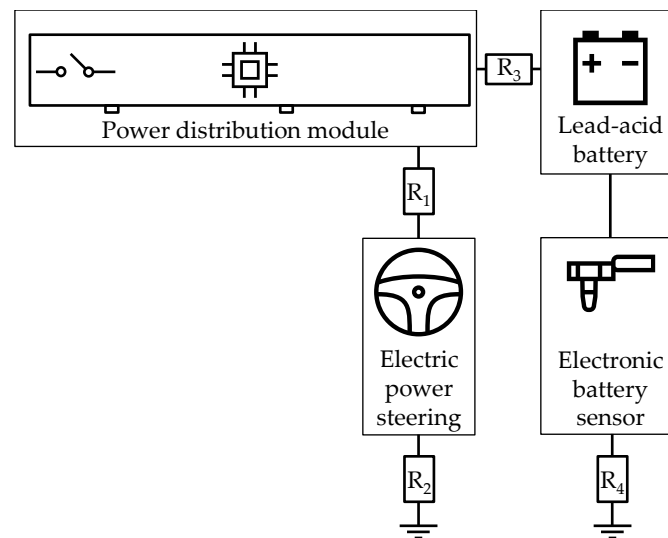 R₃
Power distribution module
Lead-acid
battery
R₁
Electric
power
steering
Electronic
battery
sensor
R₂
R₄